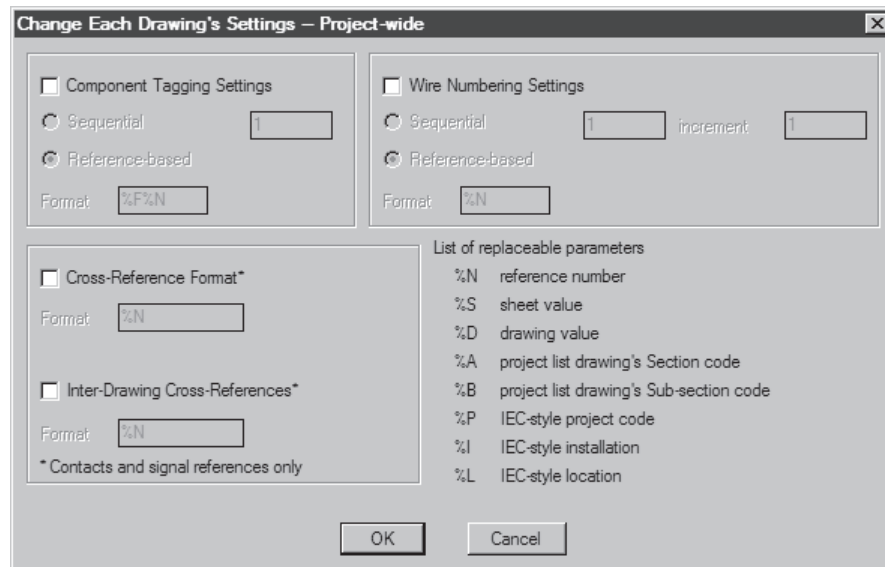 Change Each Drawing's Settings – Project-wide
Component Tagging Settings
Sequential 1
Reference-based
Format %F%N
Wire Numbering Settings
Sequential 1 increment 1
Reference-based
Format %N
Cross-Reference Format*
Format %N
Inter-Drawing Cross-References*
Format %N
*Contacts and signal references only
List of replaceable parameters
%N reference number
%S sheet value
%D drawing value
%A project list drawing's Section code
%B project list drawing's Sub-section code
%P IEC-style project code
%I IEC-style installation
%L IEC-style location
OK Cancel